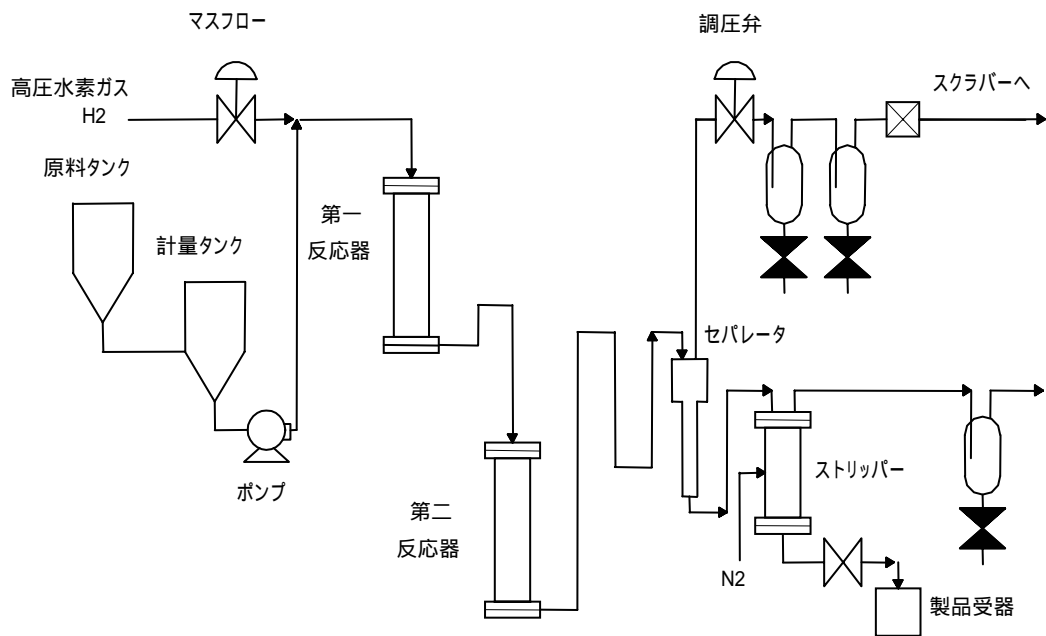 マスフロー
調圧弁
高圧水素ガス
H2
スクラバーへ
原料タンク
計量タンク
第一
反応器
セパレータ
ストリッパー
ポンプ
第二
反応器
N2
製品受器